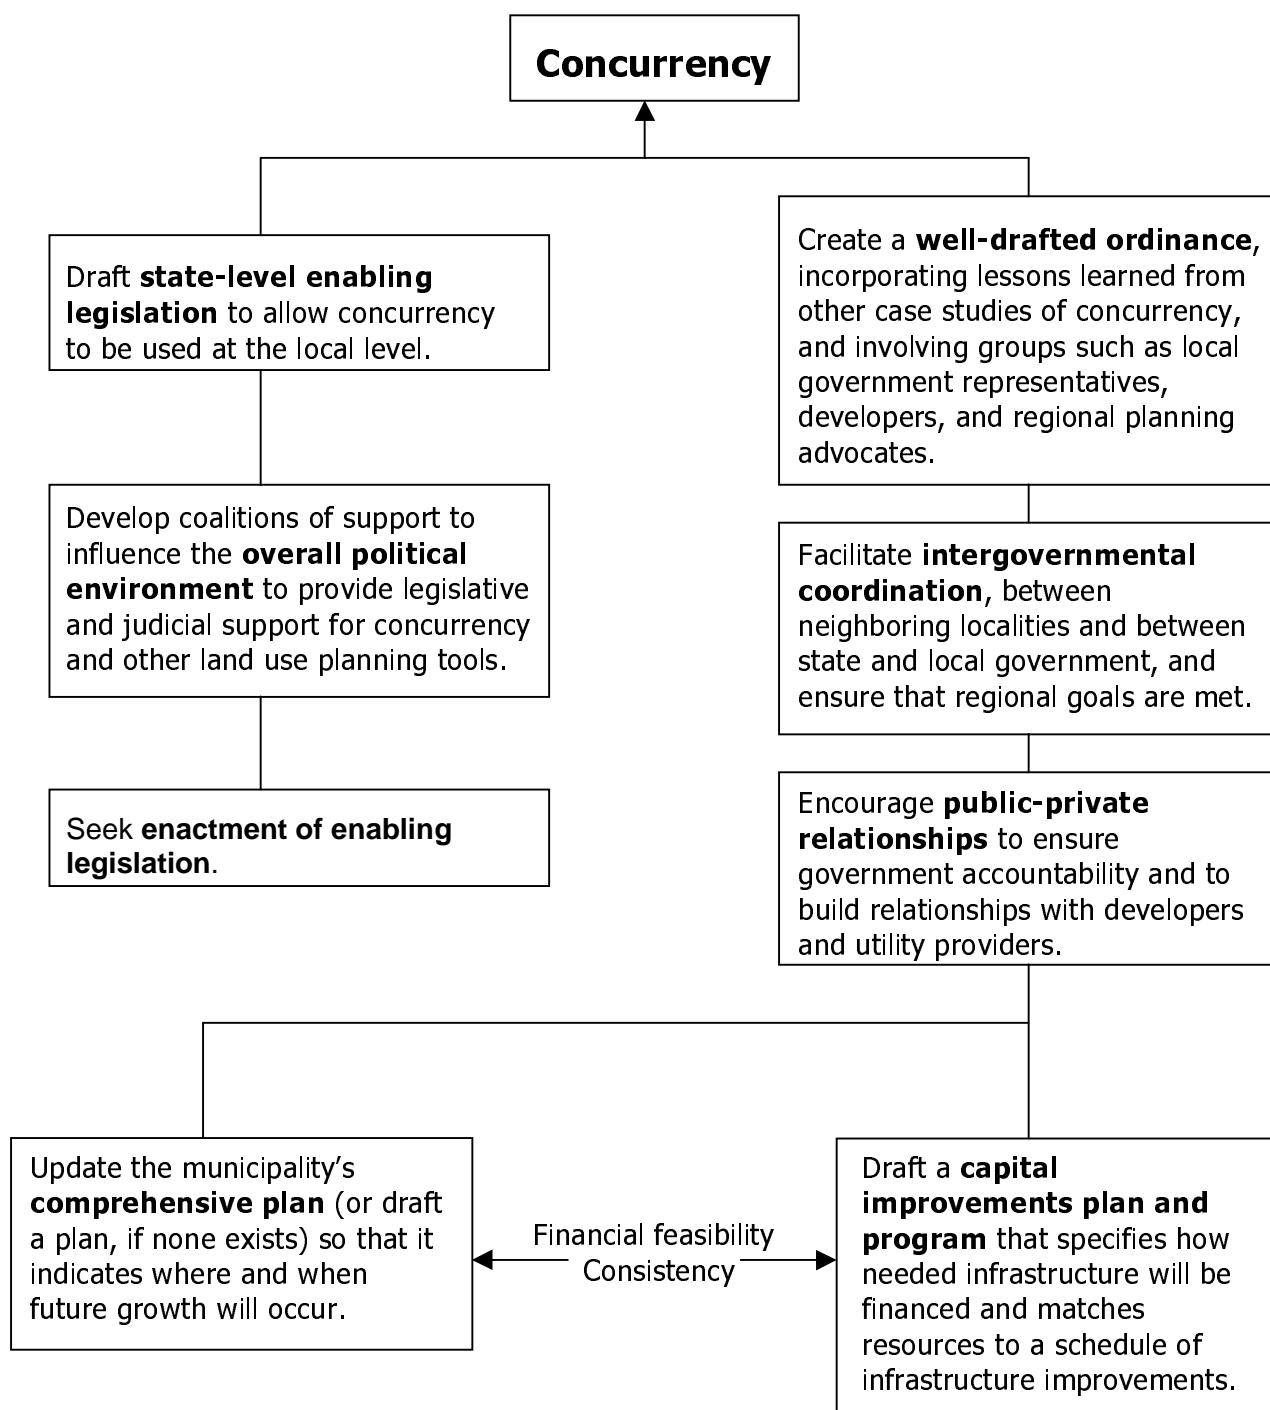 Concurrency
Draft state-level enabling
legislation to allow concurrency
to be used at the local level.
Develop coalitions of support to
influence the overall political
environment to provide legislative
and judicial support for concurrency
and other land use planning tools.
Seek enactment of enabling
legislation.
Create a well-drafted ordinance,
incorporating lessons learned from
other case studies of concurrency,
and involving groups such as local
government representatives,
developers, and regional planning
advocates.
Facilitate intergovernmental
coordination, between
neighboring localities and between
state and local government, and
ensure that regional goals are met.
Encourage public-private
relationships to ensure
government accountability and to
build relationships with developers
and utility providers.
Update the municipality’s
comprehensive plan (or draft
a plan, if none exists) so that it
indicates where and when
future growth will occur.
Financial feasibility
Consistency
Draft a capital
improvements plan and
program that specifies how
needed infrastructure will be
financed and matches
resources to a schedule of
infrastructure improvements.